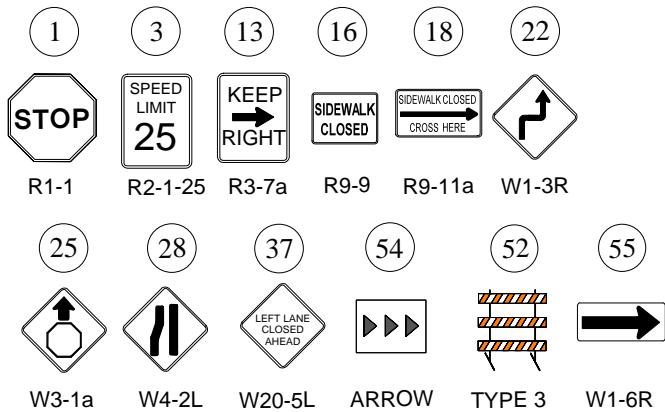 1 3 13 16 18 22
STOP
SPEED
LIMIT
25
KEEP
RIGHT
SIDEWALK
CLOSED
SIDEWALK CLOSED
CROSS HERE
R1-1 R2-1-25 R3-7a R9-9 R9-11a W1-3R
25 28 37 54 52 55
LEFT LANE
CLOSED
AHEAD
W3-1a W4-2L W20-5L ARROW TYPE 3 W1-6R